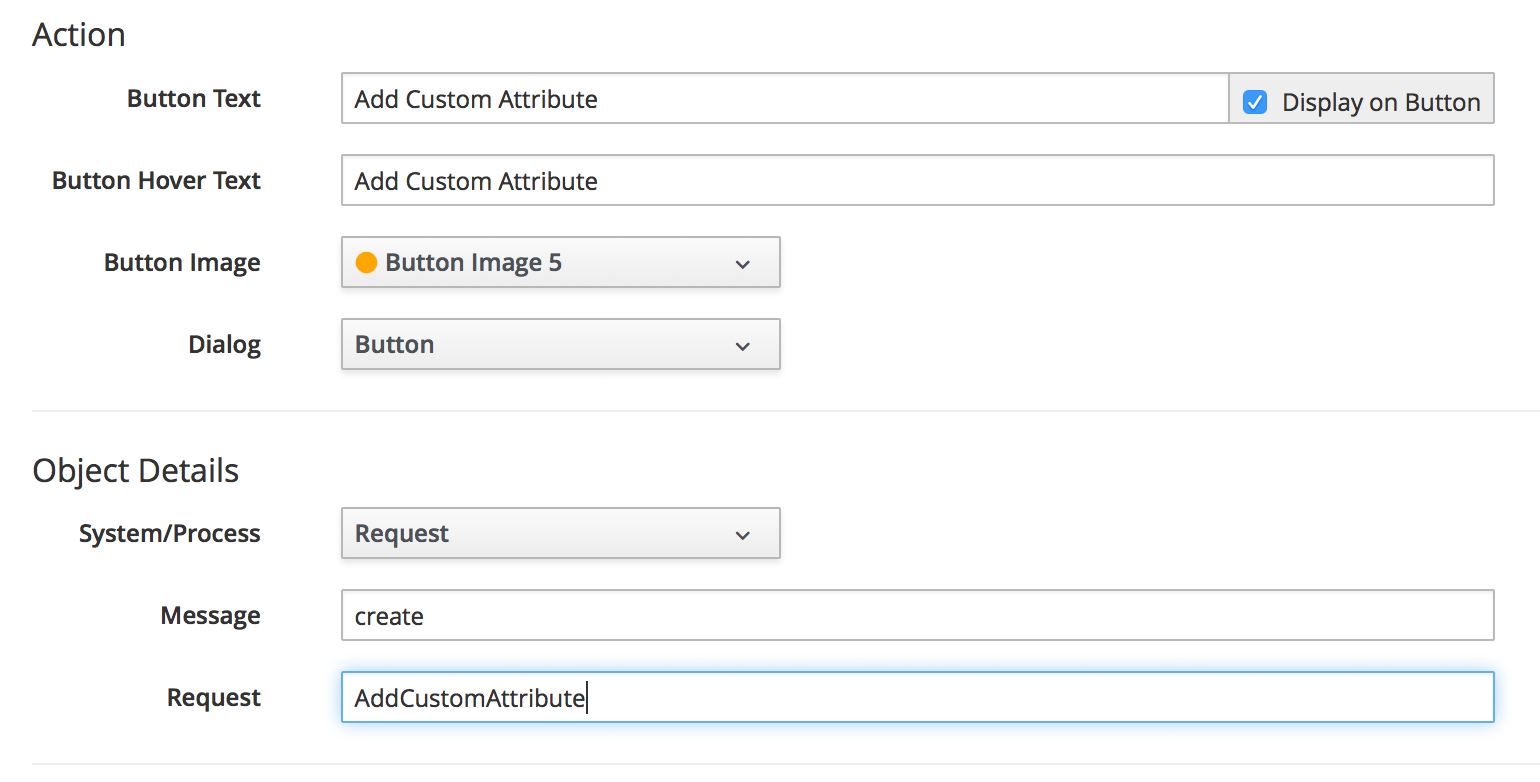 Action
Button Text Add Custom Attribute Display on Button
Button Hover Text Add Custom Attribute
Button Image Button Image 5
Dialog Button
Object Details
System/Process Request
Message create
Request AddCustomAttribute